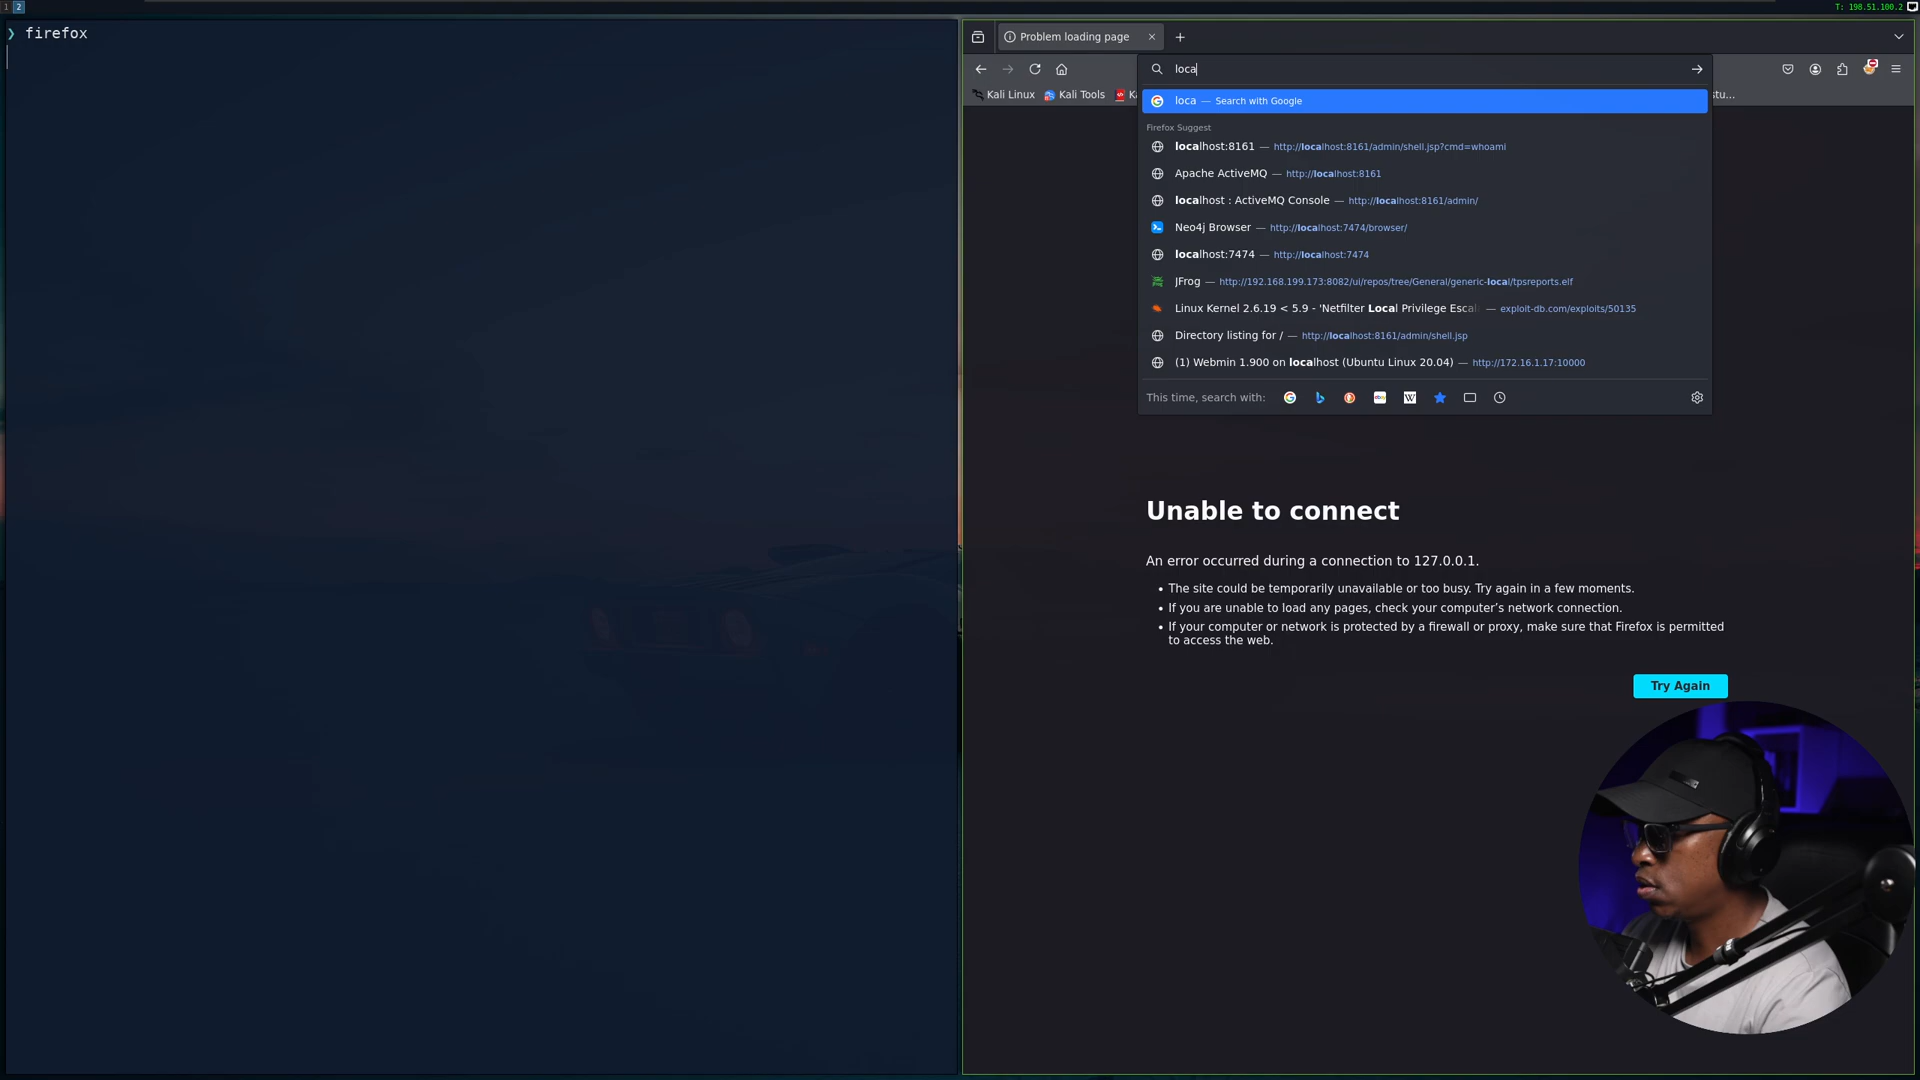 1 2
T: 198.51.100.2
❯ firefox
Problem loading page
loca
Kali Linux Kali Tools
stu...
loca — Search with Google
Firefox Suggest
localhost:8161 — http://localhost:8161/admin/shell.jsp?cmd=whoami
Apache ActiveMQ — http://localhost:8161
localhost : ActiveMQ Console — http://localhost:8161/admin/
Neo4j Browser — http://localhost:7474/browser/
localhost:7474 — http://localhost:7474
JFrog — http://192.168.199.173:8082/ui/repos/tree/General/generic-local/tpsreports.elf
Linux Kernel 2.6.19 < 5.9 - 'Netfilter Local Privilege Escal — exploit-db.com/exploits/50135
Directory listing for / — http://localhost:8161/admin/shell.jsp
(1) Webmin 1.900 on localhost (Ubuntu Linux 20.04) — http://172.16.1.17:10000
This time, search with:
Unable to connect
An error occurred during a connection to 127.0.0.1.
• The site could be temporarily unavailable or too busy. Try again in a few moments.
• If you are unable to load any pages, check your computer’s network connection.
• If your computer or network is protected by a firewall or proxy, make sure that Firefox is permitted
to access the web.
Try Again